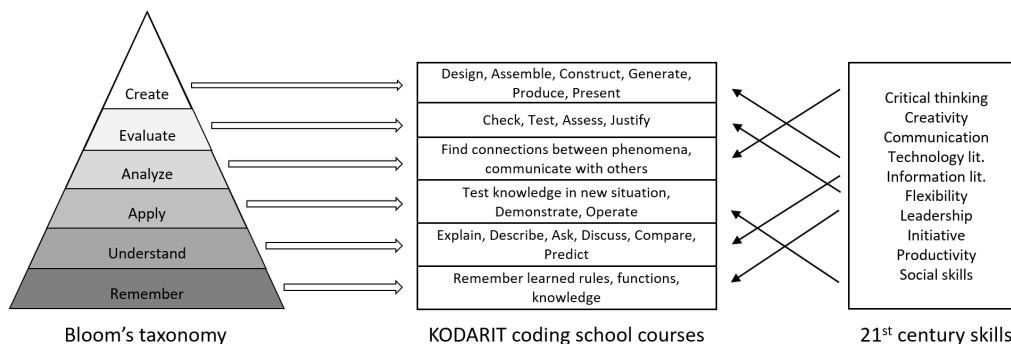 Create
Evaluate
Analyze
Apply
Understand
Remember
Bloom's taxonomy
Design, Assemble, Construct, Generate,
Produce, Present
Check, Test, Assess, Justify
Find connections between phenomena,
communicate with others
Test knowledge in new situation,
Demonstrate, Operate
Explain, Describe, Ask, Discuss, Compare,
Predict
Remember learned rules, functions,
knowledge
KODARIT coding school courses
Critical thinking
Creativity
Communication
Technology lit.
Information lit.
Flexibility
Leadership
Initiative
Productivity
Social skills
21st century skills